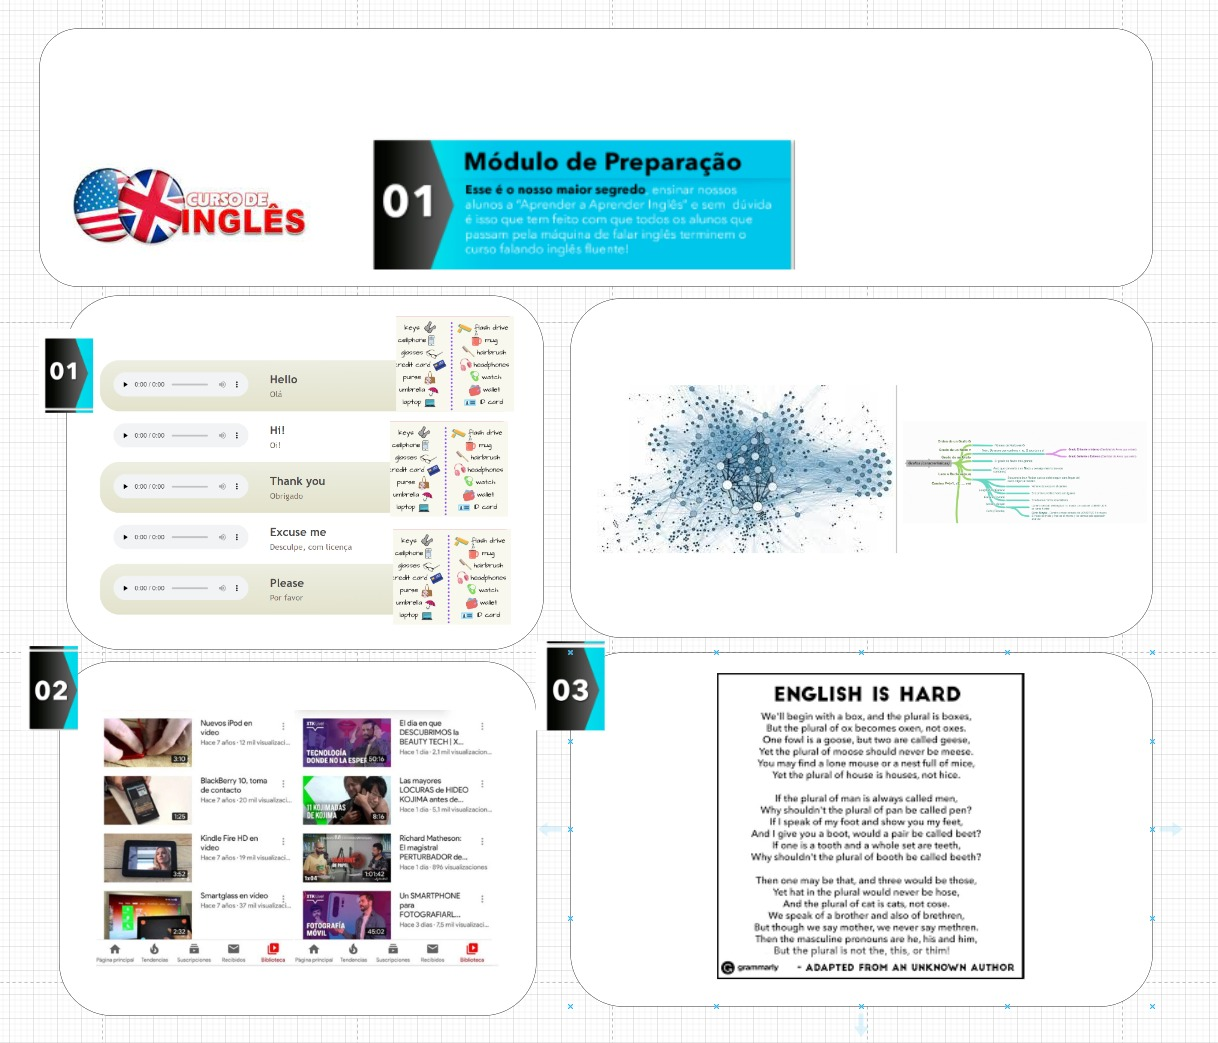 CURSO DE
INGLÊS
01
Módulo de Preparação
Esse é o nosso maior segredo, ensinar nossos
alunos a "Aprender a Aprender Inglês" e sem dúvida
é isso que tem feito com que todos os alunos que
passam pela máquina de falar inglês terminem o
curso falando inglês fluente!
01
0:00 / 0:00
Hello
Olá
0:00 / 0:00
Hi!
Oi!
0:00 / 0:00
Thank you
Obrigado
0:00 / 0:00
Excuse me
Desculpe, com licença
0:00 / 0:00
Please
Por favor
keys flash drive
cellphone mug
glasses hairbrush
credit card headphones
purse watch
umbrella wallet
laptop ID card
keys flash drive
cellphone mug
glasses hairbrush
credit card headphones
purse watch
umbrella wallet
laptop ID card
keys flash drive
cellphone mug
glasses hairbrush
credit card headphones
purse watch
umbrella wallet
laptop ID card
02
Nuevos iPod en
video
Hace 7 años · 12 mil visualizaci...
3:10
BlackBerry 10, toma
de contacto
Hace 7 años · 20 mil visualizaci...
1:25
Kindle Fire HD en
video
Hace 7 años · 19 mil visualizaci...
3:52
Smartglass en video
Hace 7 años · 37 mil visualizaci...
2:32
TECNOLOGÍA
DONDE NO LA ESPER
50:16
El día en que
DESCUBRIMOS la
BEAUTY TECH | X...
Hace 1 día · 2,1 mil visualizacion...
11 KOJIMADAS
DE KOJIMA
8:16
Las mayores
LOCURAS de HIDEO
KOJIMA antes de...
Hace 1 día · 5,1 mil visualizacion...
1x04
1:01:42
Richard Matheson:
El magistral
PERTURBADOR de...
Hace 1 día · 896 visualizaciones
FOTOGRAFÍA
MÓVIL
45:02
Un SMARTPHONE
para
FOTOGRAFIARL...
Hace 3 días · 7,5 mil visualizaci...
Página principal Tendencias Suscripciones Recibidos Biblioteca Página principal Tendencias Suscripciones Recibidos Biblioteca
03
ENGLISH IS HARD
We'll begin with a box, and the plural is boxes,
But the plural of ox becomes oxen, not oxes.
One fowl is a goose, but two are called geese,
Yet the plural of moose should never be meese.
You may find a lone mouse or a nest full of mice,
Yet the plural of house is houses, not hice.
If the plural of man is always called men,
Why shouldn't the plural of pan be called pen?
If I speak of my foot and show you my feet,
And I give you a boot, would a pair be called beet?
If one is a tooth and a whole set are teeth,
Why shouldn't the plural of booth be called beeth?
Then one may be that, and three would be those,
Yet hat in the plural would never be hose,
And the plural of cat is cats, not cose.
We speak of a brother and also of brethren,
But though we say mother, we never say methren.
Then the masculine pronouns are he, his and him,
But the plural is not the, this, or thim!
grammarly - ADAPTED FROM AN UNKNOWN AUTHOR